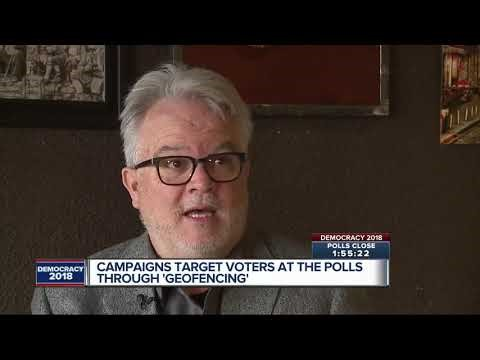 DEMOCRACY 2018
POLLS CLOSE
1:55:22
DEMOCRACY
2018
CAMPAIGNS TARGET VOTERS AT THE POLLS
THROUGH 'GEOFENCING'